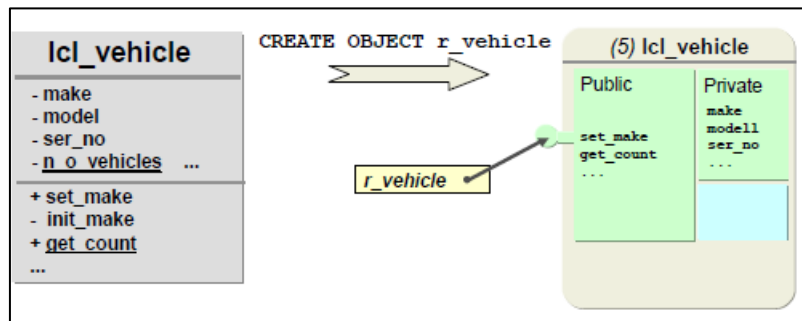 lcl_vehicle
- make
- model
- ser_no
- n_o_vehicles ...
+ set_make
- init_make
+ get_count
...
CREATE OBJECT r_vehicle
r_vehicle
(5) lcl_vehicle
Public
set_make
get_count
...
Private
make
modell
ser_no
...